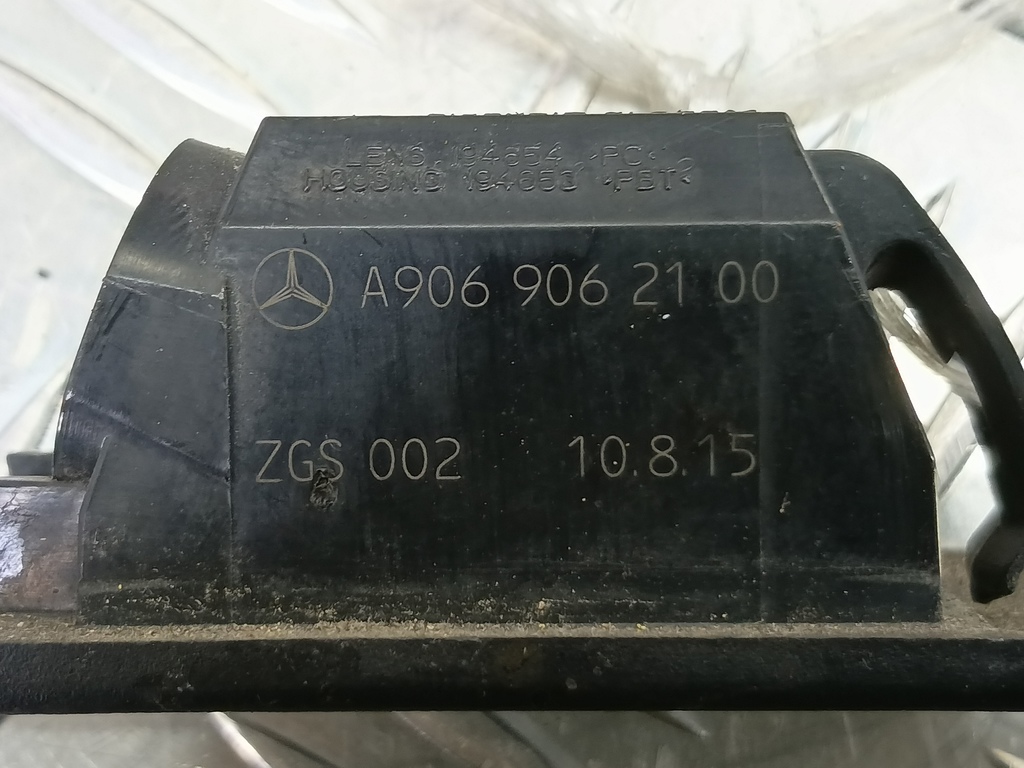 LENS 194654 >PC<
HOUSING 194653 >PBT<
A906 906 21 00
ZGS 002 10.8.15